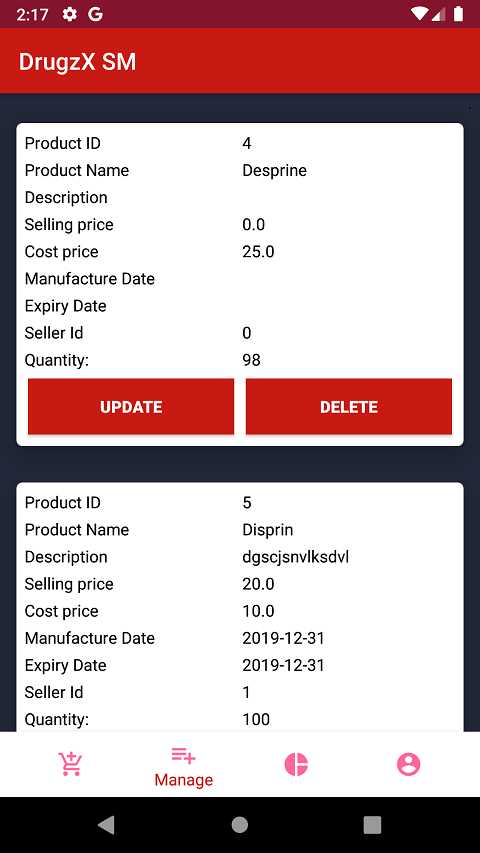 2:17
DrugzX SM
Product ID 4
Product Name Desprine
Description
Selling price 0.0
Cost price 25.0
Manufacture Date
Expiry Date
Seller Id 0
Quantity: 98
UPDATE DELETE
Product ID 5
Product Name Disprin
Description dgscjsnvlksdvl
Selling price 20.0
Cost price 10.0
Manufacture Date 2019-12-31
Expiry Date 2019-12-31
Seller Id 1
Quantity: 100
Manage